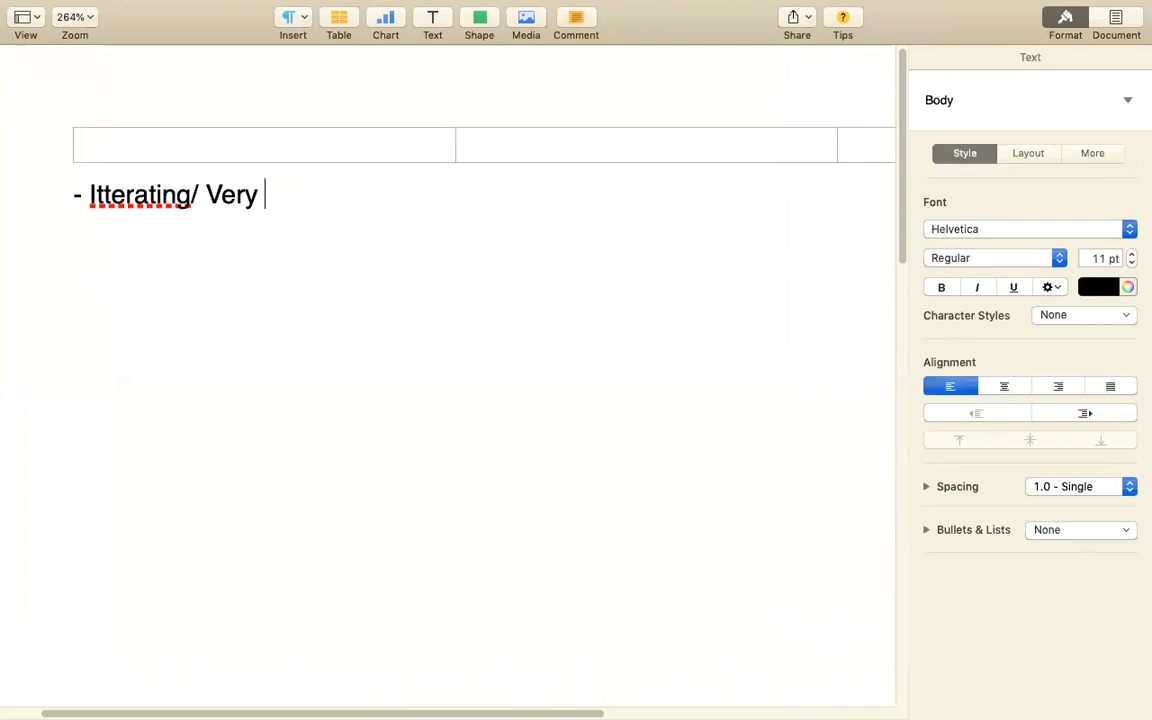 264%
View
Zoom
Insert
Table
Chart
Text
Shape
Media
Comment
Share
Tips
Format
Document
Text
Body
Style
Layout
More
Font
Helvetica
Regular
11 pt
B
I
U
Character Styles
None
Alignment
Spacing
1.0 - Single
Bullets & Lists
None
- Itterating/ Very